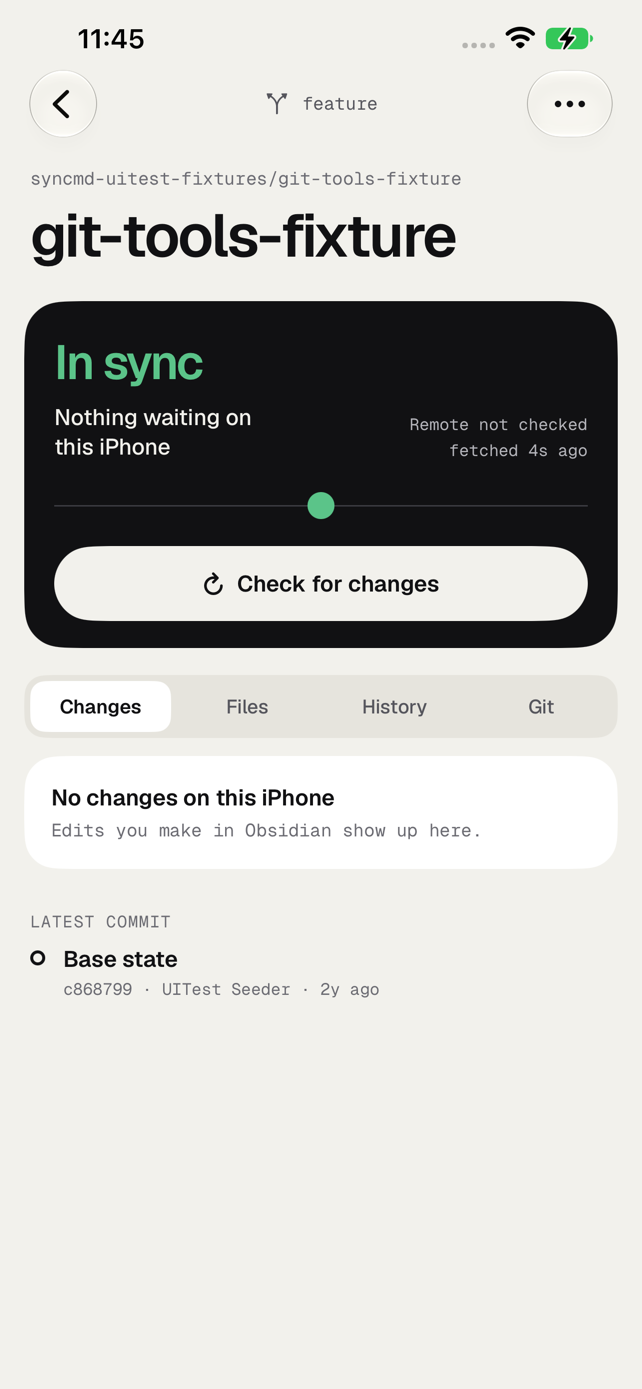 11:45
feature
syncmd-uitest-fixtures/git-tools-fixture
git-tools-fixture
In sync
Nothing waiting on
this iPhone
Remote not checked
fetched 4s ago
Check for changes
Changes
Files
History
Git
No changes on this iPhone
Edits you make in Obsidian show up here.
LATEST COMMIT
Base state
c868799 · UITest Seeder · 2y ago